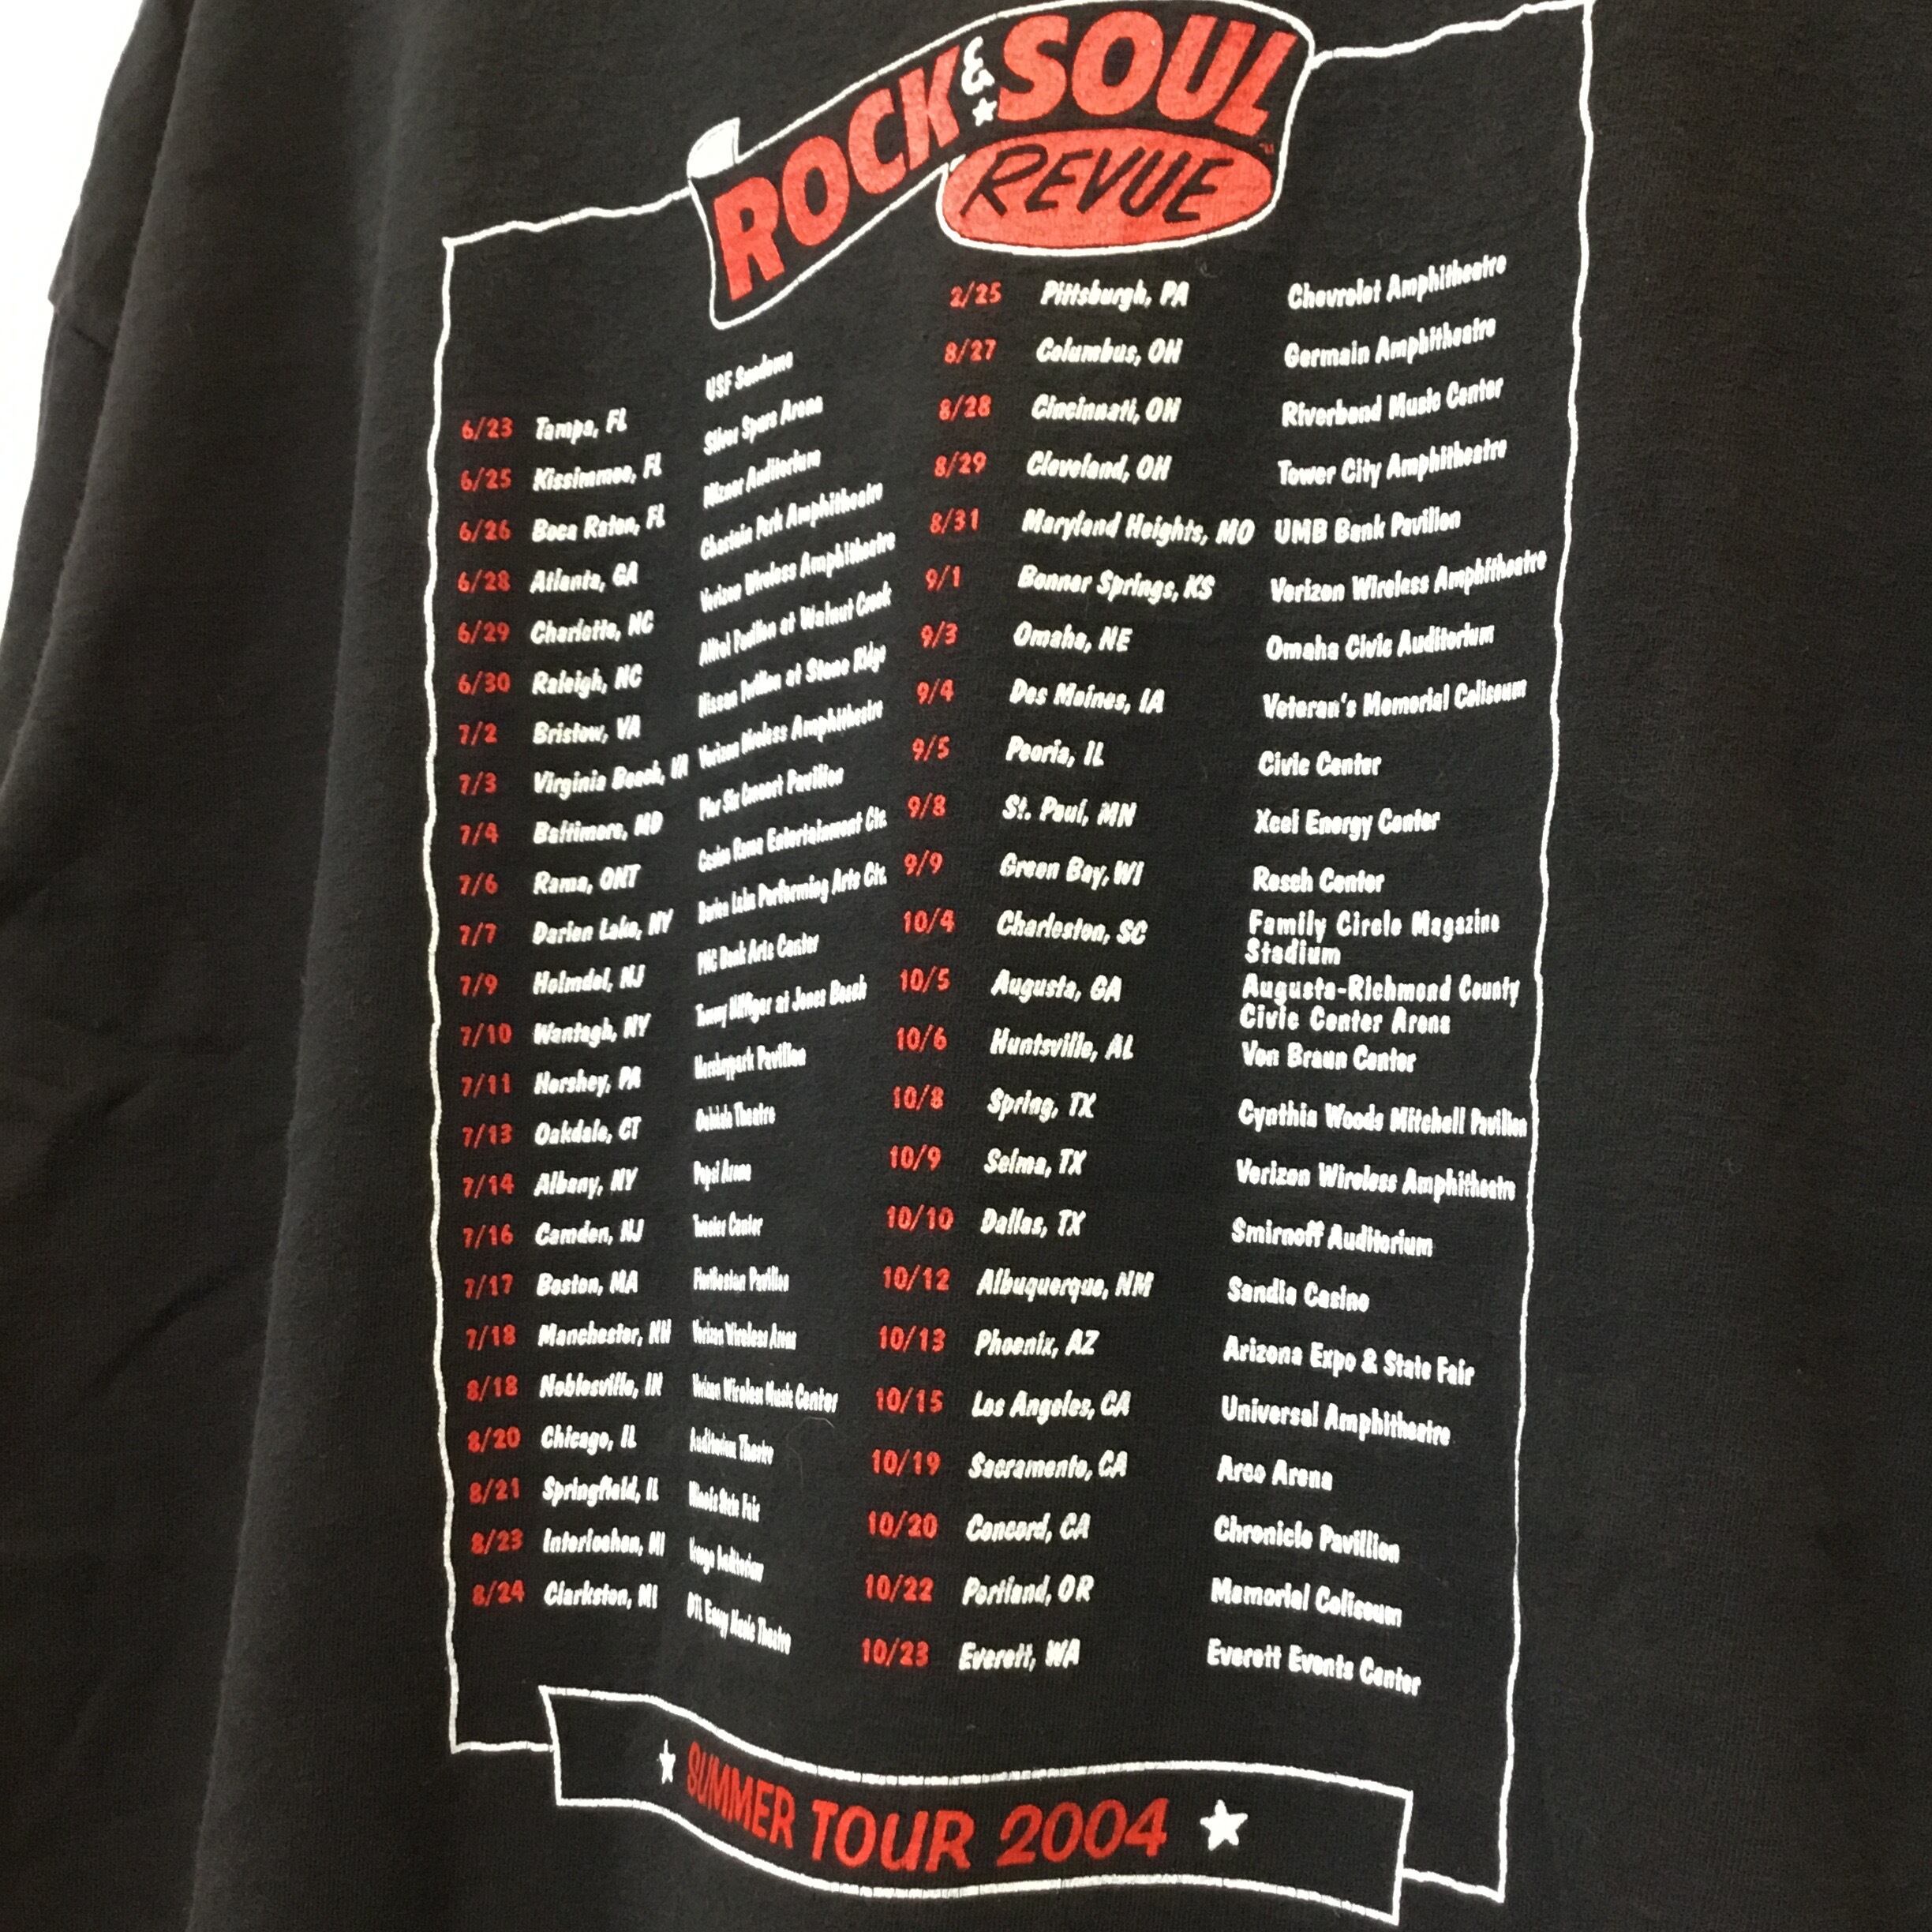 ROCK & SOUL
REVUE
6/23 Tampa, FL USF Sundome
6/25 Kissimmee, FL Silver Spurs Arena
6/26 Boca Raton, FL Mizner Auditorium
6/28 Atlanta, GA Chastain Park Amphitheatre
6/29 Charlotte, NC Verizon Wireless Amphitheatre
6/30 Raleigh, NC Alltel Pavilion at Walnut Creek
7/2 Bristow, VA Nissan Pavilion at Stone Ridge
7/3 Virginia Beach, VA Verizon Wireless Amphitheatre
7/4 Baltimore, MD Pier Six Concert Pavilion
7/6 Rama, ONT Casino Rama Entertainment Ctr.
7/7 Darien Lake, NY Darien Lake Performing Arts Ctr.
7/9 Holmdel, NJ PNC Bank Arts Center
7/10 Wantagh, NY Tommy Hilfiger at Jones Beach
7/11 Hershey, PA Hersheypark Pavilion
7/13 Oakdale, CT Oakdale Theatre
7/14 Albany, NY Pepsi Arena
7/16 Camden, NJ Tweeter Center
7/17 Boston, MA FleetBoston Pavilion
7/18 Manchester, NH Verizon Wireless Arena
8/18 Noblesville, IN Verizon Wireless Music Center
8/20 Chicago, IL Auditorium Theatre
8/21 Springfield, IL Illinois State Fair
8/23 Interlochen, MI Auditorium
8/24 Clarkston, MI DTE Energy Music Theatre
2/25 Pittsburgh, PA Chevrolet Amphitheatre
8/27 Columbus, OH Germain Amphitheatre
8/28 Cincinnati, OH Riverbend Music Center
8/29 Cleveland, OH Tower City Amphitheatre
8/31 Maryland Heights, MO UMB Bank Pavilion
9/1 Bonner Springs, KS Verizon Wireless Amphitheatre
9/3 Omaha, NE Omaha Civic Auditorium
9/4 Des Moines, IA Veteran's Memorial Coliseum
9/5 Peoria, IL Civic Center
9/8 St. Paul, MN Xcel Energy Center
9/9 Green Bay, WI Resch Center
10/4 Charleston, SC Family Circle Magazine
Stadium
10/5 Augusta, GA Augusta-Richmond County
Civic Center Arena
10/6 Huntsville, AL Von Braun Center
10/8 Spring, TX Cynthia Woods Mitchell Pavilion
10/9 Selma, TX Verizon Wireless Amphitheatre
10/10 Dallas, TX Smirnoff Auditorium
10/12 Albuquerque, NM Sandia Casino
10/13 Phoenix, AZ Arizona Expo & State Fair
10/15 Los Angeles, CA Universal Amphitheatre
10/19 Sacramento, CA Arco Arena
10/20 Concord, CA Chronicle Pavillion
10/22 Portland, OR Memorial Coliseum
10/23 Everett, WA Everett Events Center
SUMMER TOUR 2004